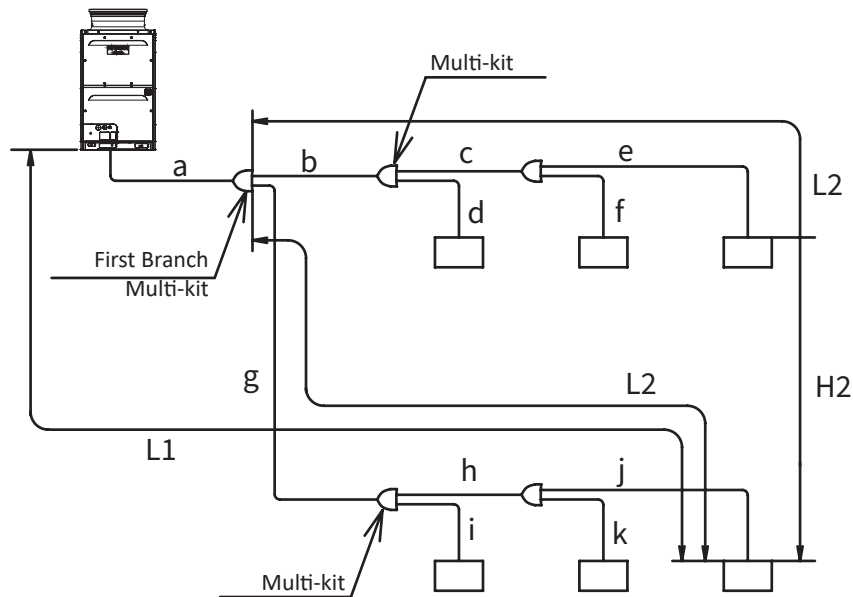 Multi-kit
a
b
c
e
d
f
L2
First Branch
Multi-kit
g
L2
H2
L1
h
j
i
k
Multi-kit